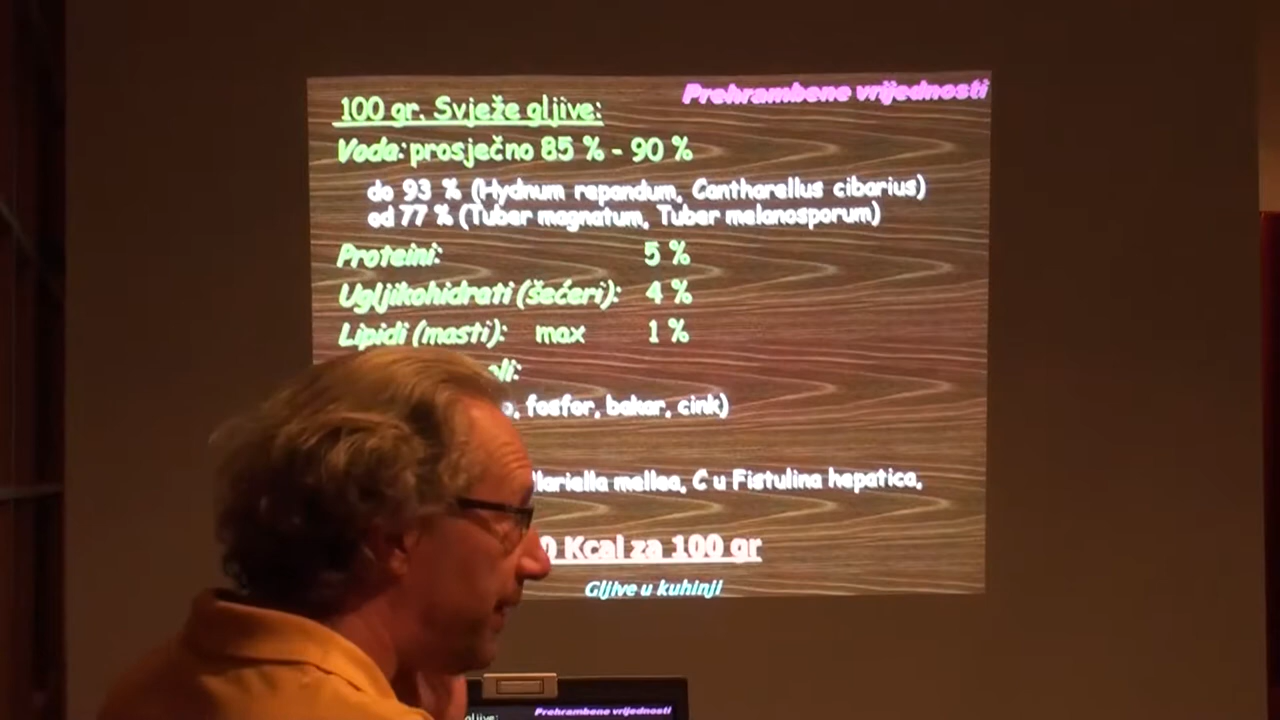 Prehrambene vrijednosti
100 gr. Svježe gljive:
Voda: prosječno 85 % - 90 %
do 93 % (Hydnum repandum, Cantharellus cibarius)
od 77 % (Tuber magnatum, Tuber melanosporum)
Proteini: 5 %
Ugljikohidrati (šećeri): 4 %
Lipidi (masti): max 1 %
fosfor, bakar, cink)
mellea, C u Fistulina hepatica,
Kcal za 100 gr
Gljive u kuhinji
gljive: Prehrambene vrijednosti